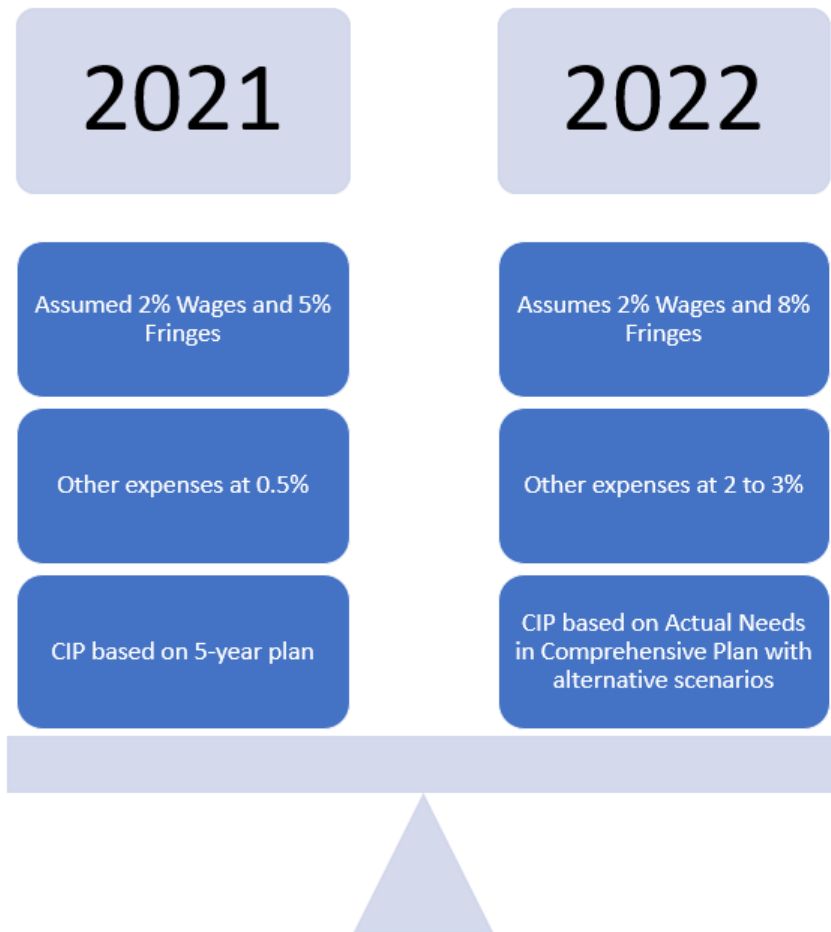 2021
2022
Assumed 2% Wages and 5%
Fringes
Assumes 2% Wages and 8%
Fringes
Other expenses at 0.5%
Other expenses at 2 to 3%
CIP based on 5-year plan
CIP based on Actual Needs
in Comprehensive Plan with
alternative scenarios